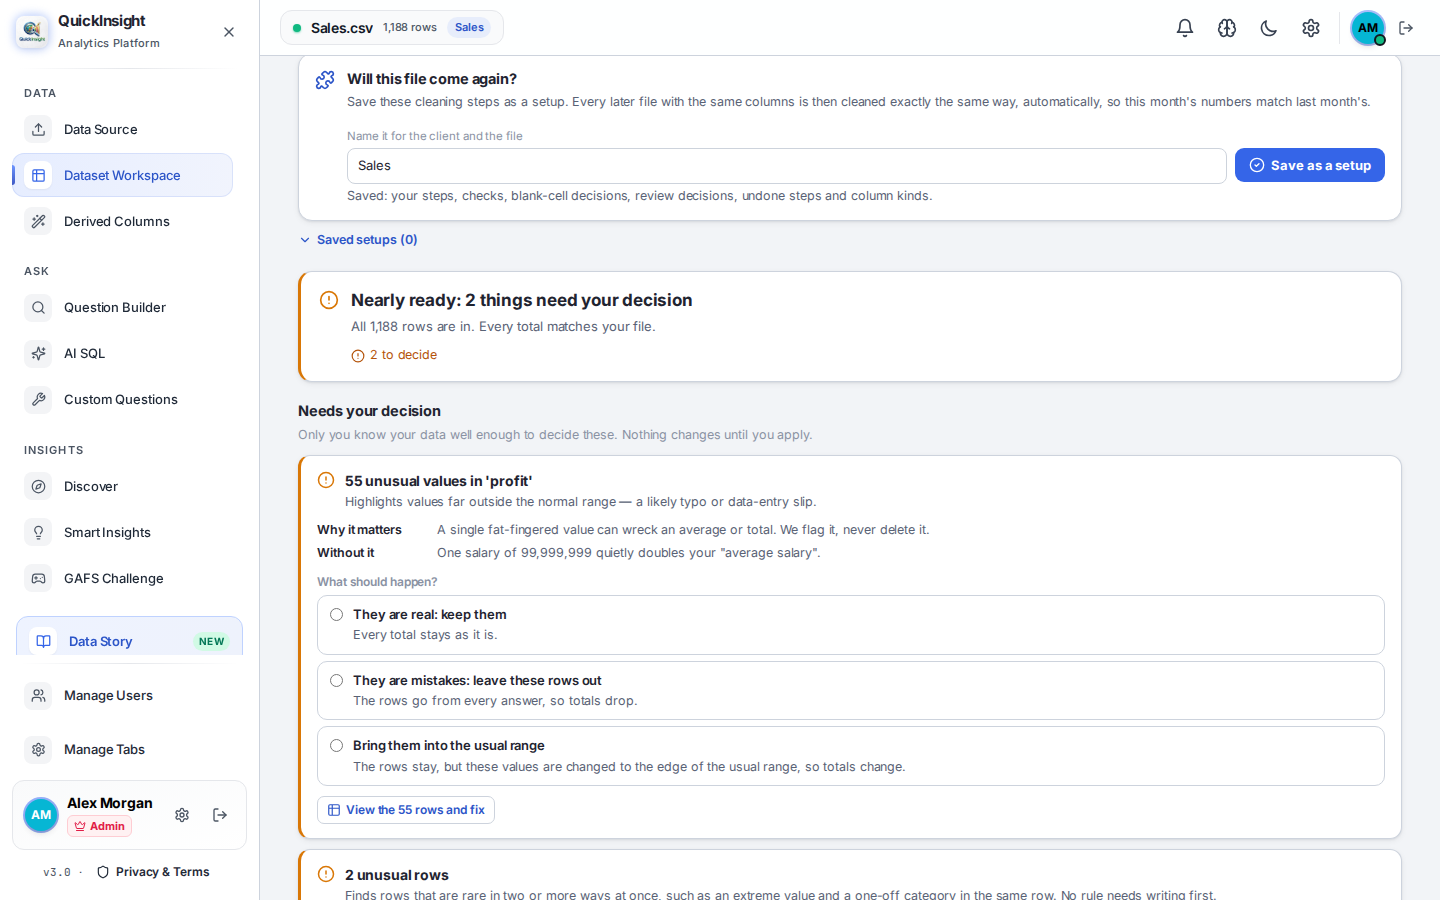 QuickInsight
Analytics Platform
DATA
Data Source
Dataset Workspace
Derived Columns
ASK
Question Builder
AI SQL
Custom Questions
INSIGHTS
Discover
Smart Insights
GAFS Challenge
Data Story NEW
Manage Users
Manage Tabs
AM Alex Morgan
Admin
v3.0 · Privacy & Terms
Sales.csv 1,188 rows Sales
AM
Will this file come again?
Save these cleaning steps as a setup. Every later file with the same columns is then cleaned exactly the same way, automatically, so this month's numbers match last month's.
Name it for the client and the file
Sales
Save as a setup
Saved: your steps, checks, blank-cell decisions, review decisions, undone steps and column kinds.
Saved setups (0)
Nearly ready: 2 things need your decision
All 1,188 rows are in. Every total matches your file.
2 to decide
Needs your decision
Only you know your data well enough to decide these. Nothing changes until you apply.
55 unusual values in 'profit'
Highlights values far outside the normal range — a likely typo or data-entry slip.
Why it matters A single fat-fingered value can wreck an average or total. We flag it, never delete it.
Without it One salary of 99,999,999 quietly doubles your "average salary".
What should happen?
They are real: keep them
Every total stays as it is.
They are mistakes: leave these rows out
The rows go from every answer, so totals drop.
Bring them into the usual range
The rows stay, but these values are changed to the edge of the usual range, so totals change.
View the 55 rows and fix
2 unusual rows
Finds rows that are rare in two or more ways at once, such as an extreme value and a one-off category in the same row. No rule needs writing first.